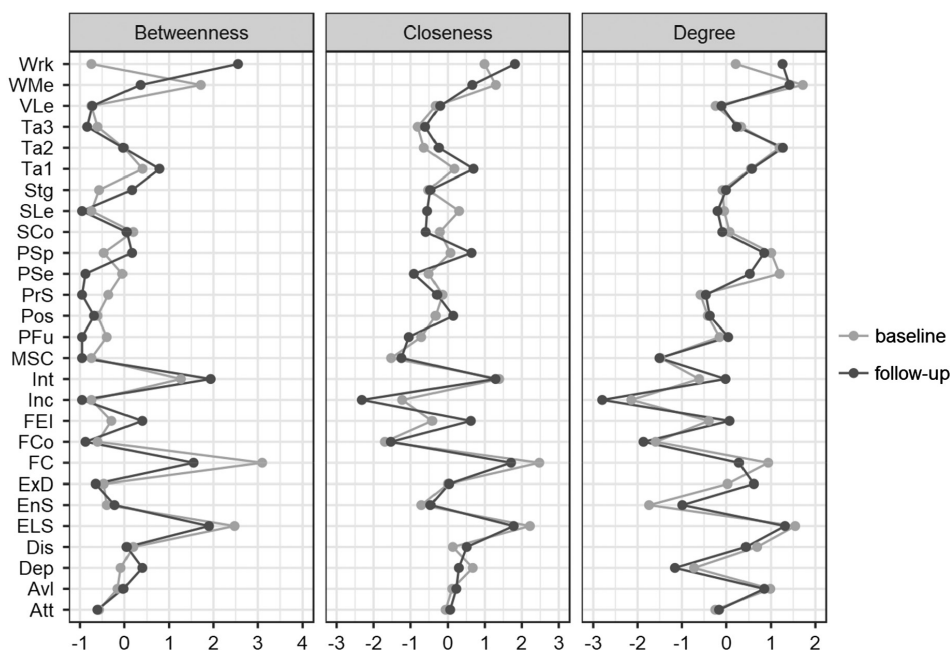 Betweenness Closeness Degree
Wrk
WMe
VLe
Ta3
Ta2
Ta1
Stg
SLe
SCo
PSp
PSe
PrS
Pos
PFu
MSC
Int
Inc
FEI
FCo
FC
ExD
EnS
ELS
Dis
Dep
Avl
Att
baseline
follow-up
-1 0 1 2 3 4 -3 -2 -1 0 1 2 3 -3 -2 -1 0 1 2